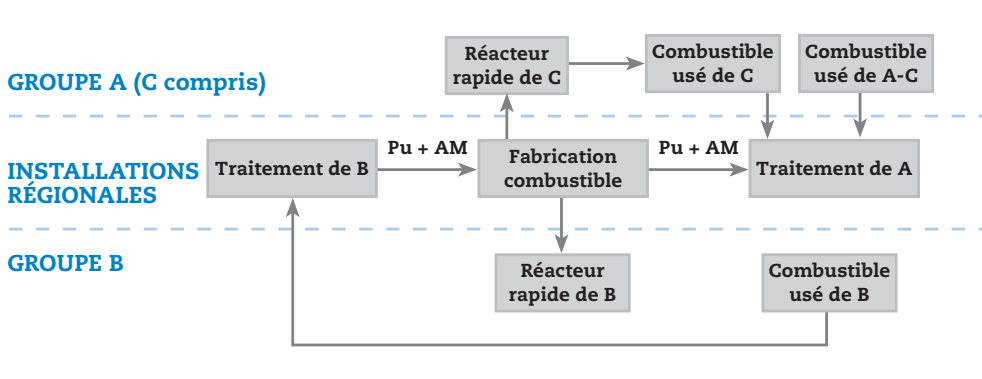 GROUPE A (C compris)
Réacteur
rapide de C
Combustible
usé de C
Combustible
usé de A-C
INSTALLATIONS
RÉGIONALES
Traitement de B
Pu + AM
Fabrication
combustible
Pu + AM
Traitement de A
GROUPE B
Réacteur
rapide de B
Combustible
usé de B